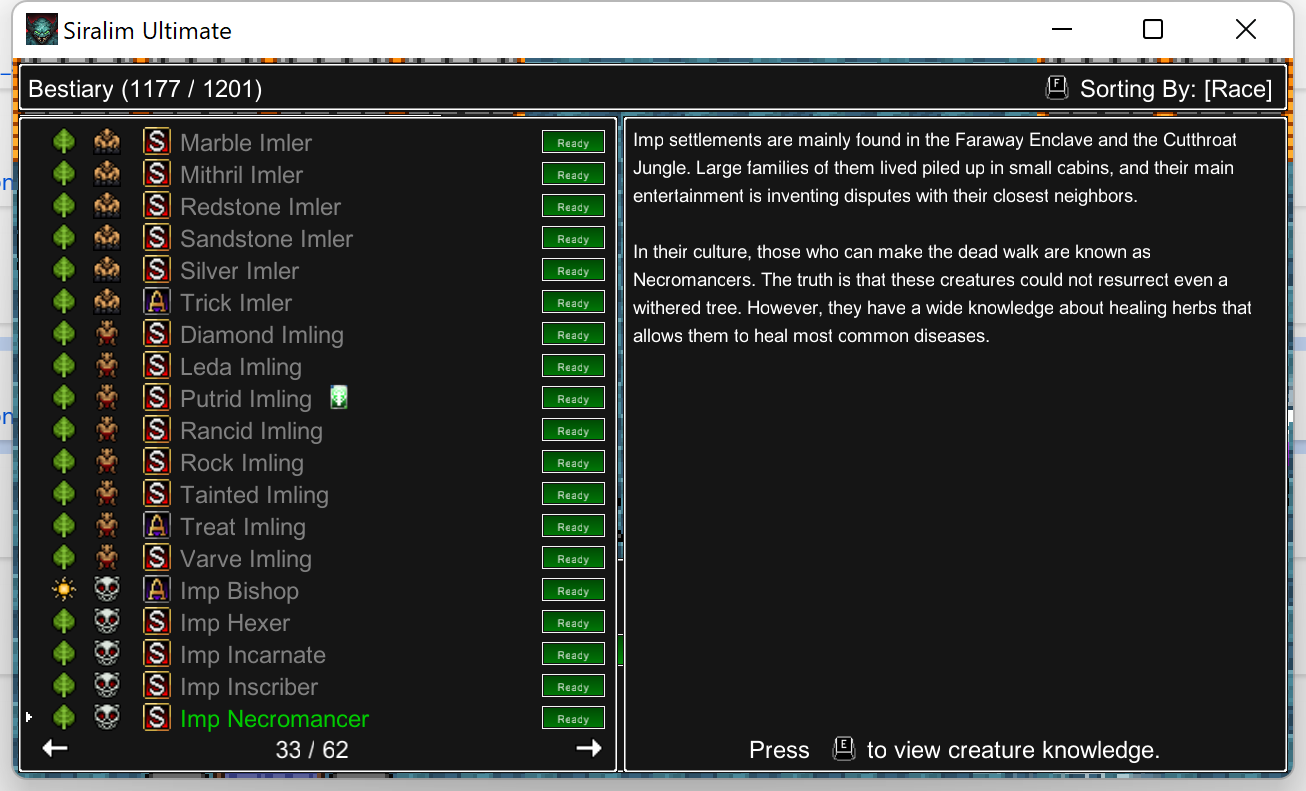 Siralim Ultimate
Bestiary (1177 / 1201)
F Sorting By: [Race]
S Marble Imler Ready
S Mithril Imler Ready
S Redstone Imler Ready
S Sandstone Imler Ready
S Silver Imler Ready
A Trick Imler Ready
S Diamond Imling Ready
S Leda Imling Ready
S Putrid Imling Ready
S Rancid Imling Ready
S Rock Imling Ready
S Tainted Imling Ready
A Treat Imling Ready
S Varve Imling Ready
A Imp Bishop Ready
S Imp Hexer Ready
S Imp Incarnate Ready
S Imp Inscriber Ready
S Imp Necromancer Ready
33 / 62
Imp settlements are mainly found in the Faraway Enclave and the Cutthroat
Jungle. Large families of them lived piled up in small cabins, and their main
entertainment is inventing disputes with their closest neighbors.
In their culture, those who can make the dead walk are known as
Necromancers. The truth is that these creatures could not resurrect even a
withered tree. However, they have a wide knowledge about healing herbs that
allows them to heal most common diseases.
Press E to view creature knowledge.